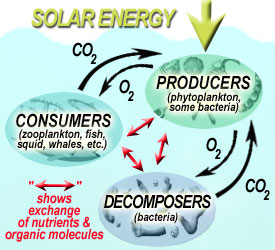 SOLAR ENERGY
CO2
O2
PRODUCERS
(phytoplankton,
some bacteria)
CONSUMERS
(zooplankton, fish,
squid, whales, etc.)
O2
CO2
"↔"
shows
exchange
of nutrients &
organic molecules
DECOMPOSERS
(bacteria)